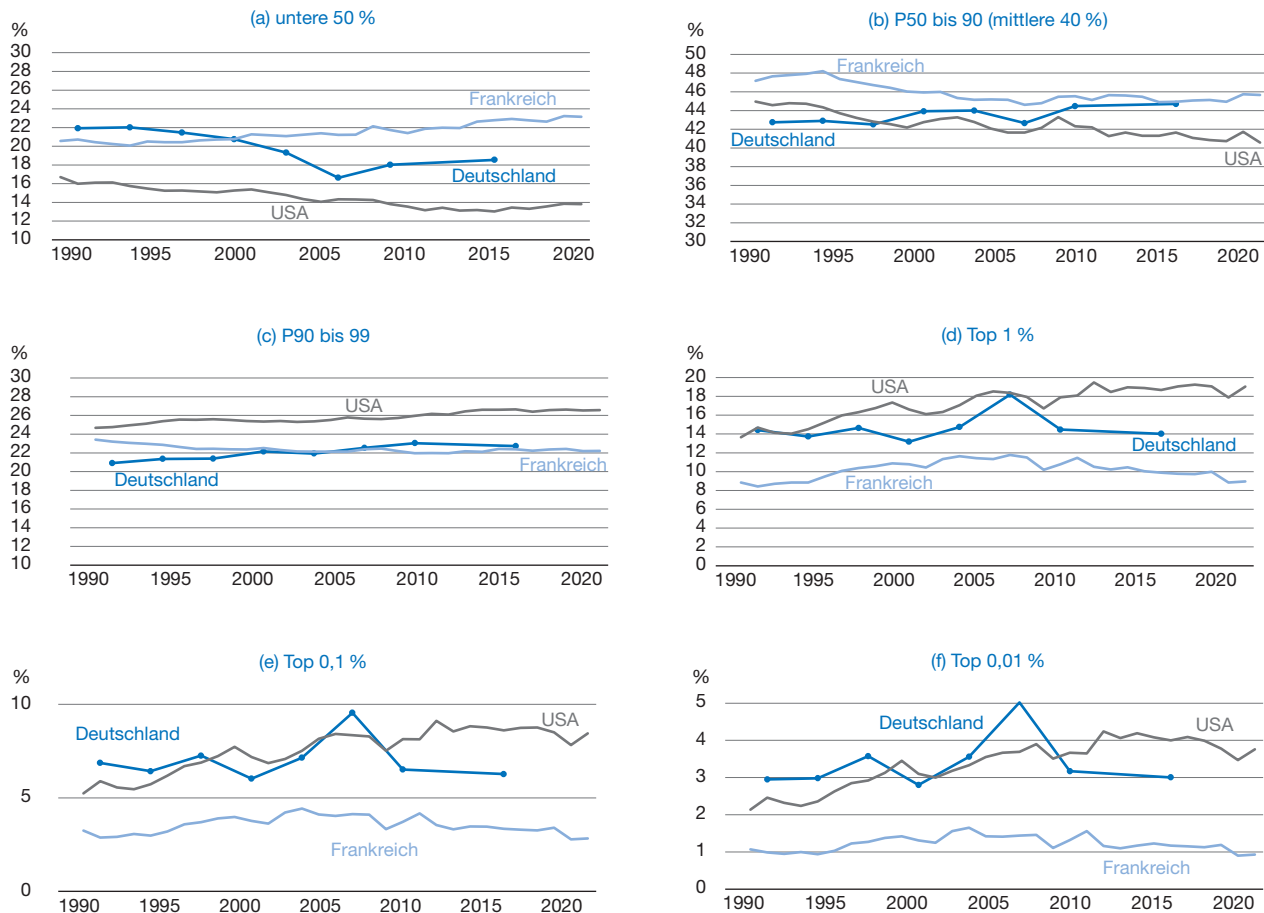 (a) untere 50 %
%
30
28
26
24
22
20
18
16
14
12
10
Frankreich
Deutschland
USA
1990 1995 2000 2005 2010 2015 2020
(b) P50 bis 90 (mittlere 40 %)
%
50
48
46
44
42
40
38
36
34
32
30
Frankreich
Deutschland
USA
1990 1995 2000 2005 2010 2015 2020
(c) P90 bis 99
%
30
28
26
24
22
20
18
16
14
12
10
USA
Frankreich
Deutschland
1990 1995 2000 2005 2010 2015 2020
(d) Top 1 %
%
20
18
16
14
12
10
8
6
4
2
0
USA
Deutschland
Frankreich
1990 1995 2000 2005 2010 2015 2020
(e) Top 0,1 %
%
10
5
0
USA
Deutschland
Frankreich
1990 1995 2000 2005 2010 2015 2020
(f) Top 0,01 %
%
5
4
3
2
1
0
Deutschland
USA
Frankreich
1990 1995 2000 2005 2010 2015 2020